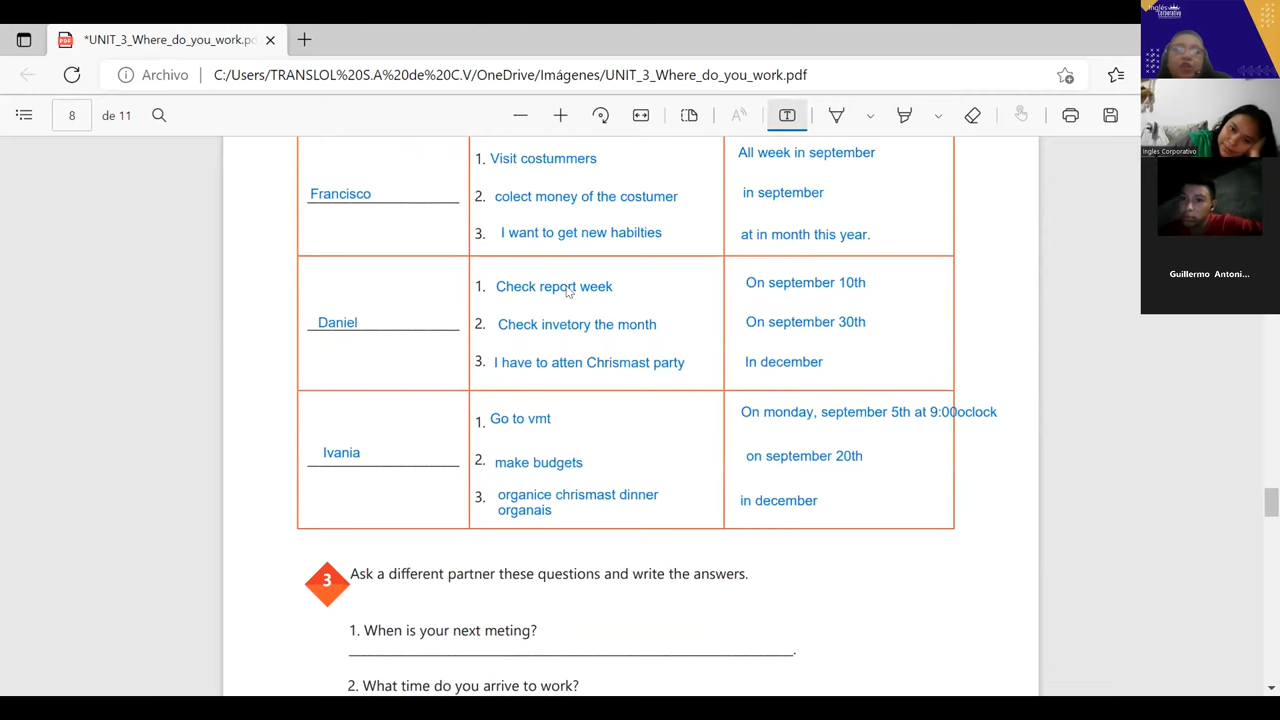 *UNIT_3_Where_do_you_work.pd
Archivo
C:/Users/TRANSLOL%20S.A%20de%20C.V/OneDrive/Imágenes/UNIT_3_Where_do_you_work.pdf
8 de 11
Francisco
1. Visit costummers
All week in september
2. colect money of the costumer
in september
3. I want to get new habilties
at in month this year.
Daniel
1. Check report week
On september 10th
2. Check invetory the month
On september 30th
3. I have to atten Chrismast party
In december
Ivania
1. Go to vmt
On monday, september 5th at 9:00oclock
2. make budgets
on september 20th
3. organice chrismast dinner
organais
in december
3 Ask a different partner these questions and write the answers.
1. When is your next meting?
2. What time do you arrive to work?
Inglés
Corporativo
Ingles Corporativo
Guillermo Antoni...